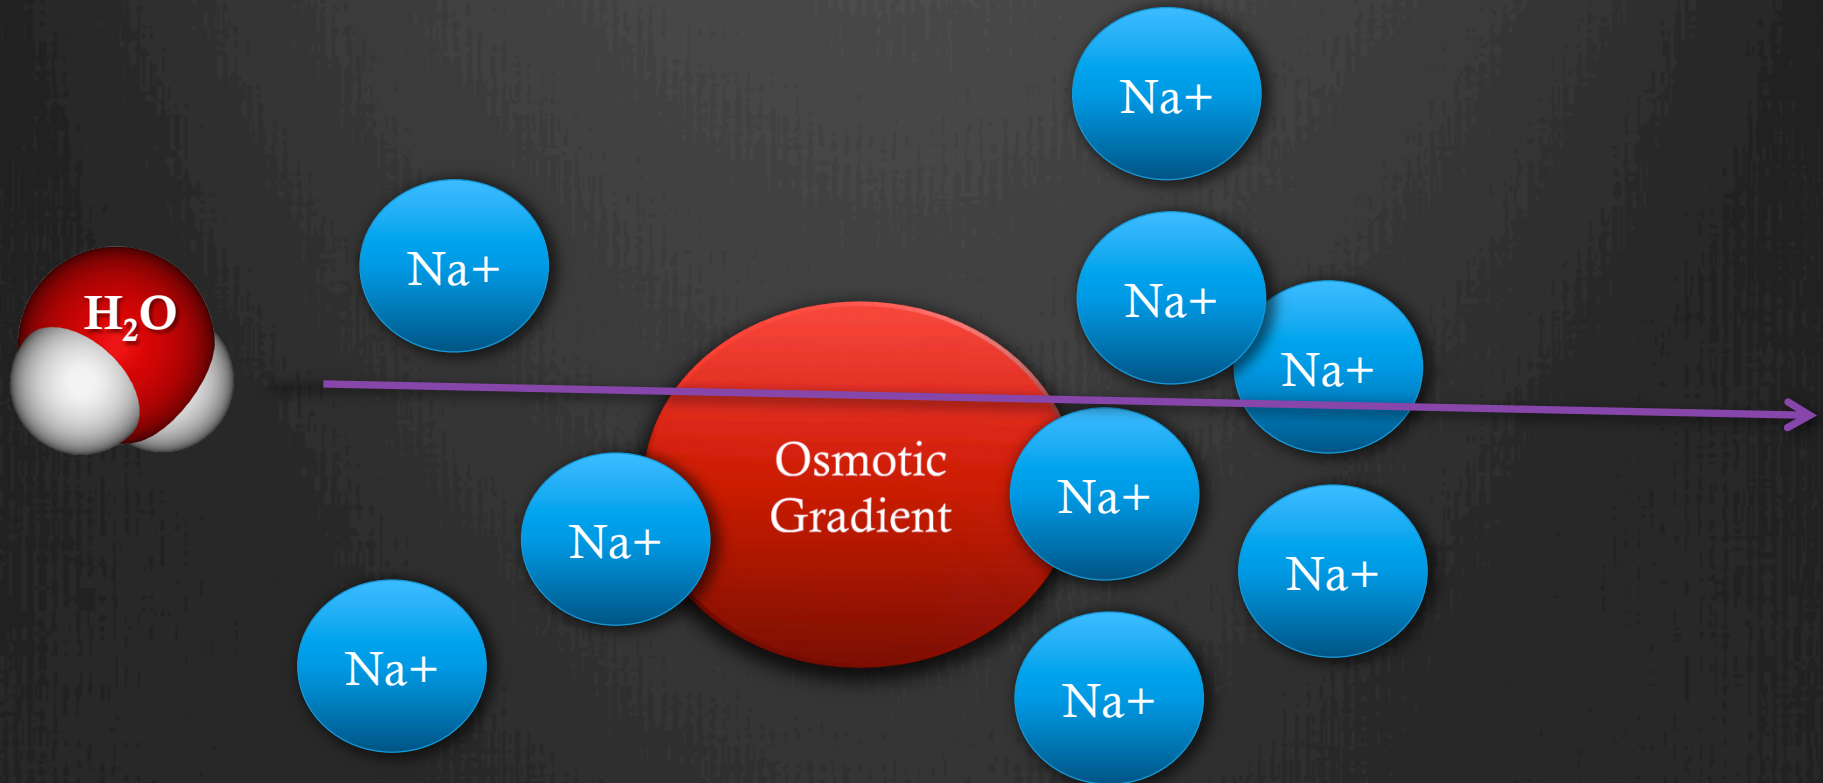 Na+
Na+
Na+
H₂O
Na+
Osmotic
Gradient
Na+
Na+
Na+
Na+
Na+